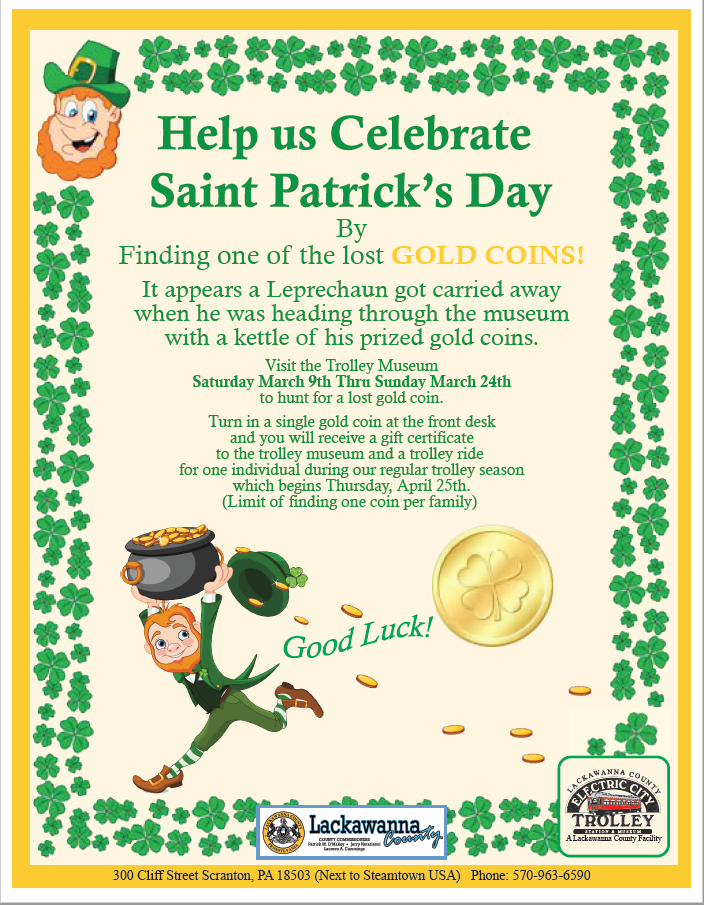 Help us Celebrate
Saint Patrick's Day
By
Finding one of the lost GOLD COINS!
It appears a Leprechaun got carried away
when he was heading through the museum
with a kettle of his prized gold coins.
Visit the Trolley Museum
Saturday March 9th Thru Sunday March 24th
to hunt for a lost gold coin.
Turn in a single gold coin at the front desk
and you will receive a gift certificate
to the trolley museum and a trolley ride
for one individual during our regular trolley season
which begins Thursday, April 25th.
(Limit of finding one coin per family)
Good Luck!
LACKAWANNA COUNTY
ELECTRIC CITY
TROLLEY
STATION & MUSEUM
A Lackawanna County Facility
Lackawanna
County
COUNTY COMMISSIONERS
Patrick M. O'Malley • Jerry Notarianni
Laureen A. Cummings
300 Cliff Street Scranton, PA 18503 (Next to Steamtown USA) Phone: 570-963-6590